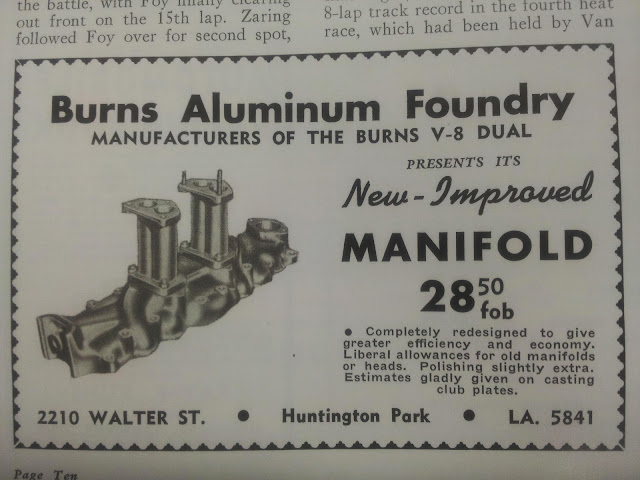 the battle, with Foy finally clearing
out front on the 15th lap. Zaring
followed Foy over for second spot,
8-lap track record in the fourth heat
race, which had been held by Van
Burns Aluminum Foundry
MANUFACTURERS OF THE BURNS V-8 DUAL
PRESENTS ITS
New-Improved
MANIFOLD
28 50
fob
• Completely redesigned to give
greater efficiency and economy.
Liberal allowances for old manifolds
or heads. Polishing slightly extra.
Estimates gladly given on casting
club plates.
2210 WALTER ST. • Huntington Park • LA. 5841
Page Ten